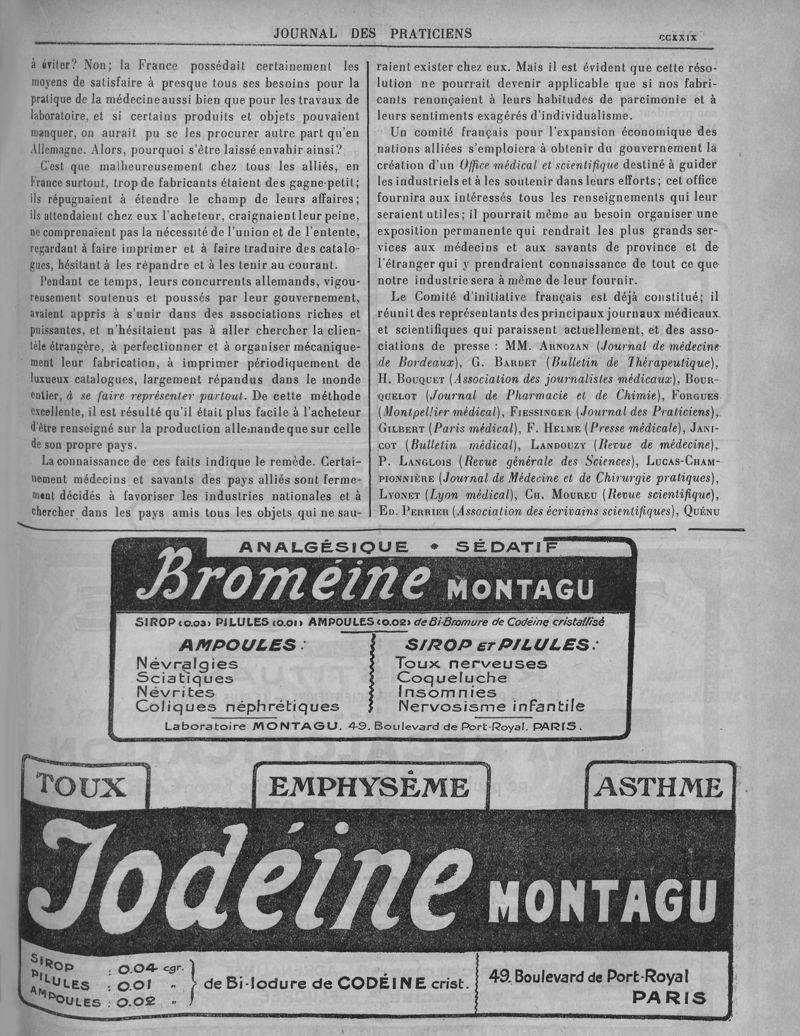 JOURNAL DES PRATICIENS
CCXXIX
à éviter? Non; la France possédait certainement les
moyens de satisfaire à presque tous ses besoins pour la
pratique de la médecine aussi bien que pour les travaux de
laboratoire, et si certains produits et objets pouvaient
manquer, on aurait pu se les procurer autre part qu'en
Allemagne. Alors, pourquoi s'être laissé envahir ainsi?
C'est que malheureusement chez tous les alliés, en
France surtout, trop de fabricants étaient des gagne-petit;
ils répugnaient à étendre le champ de leurs affaires;
ils attendaient chez eux l'acheteur, craignaient leur peine,
ne comprenaient pas la nécessité de l'union et de l'entente,
regardant à faire imprimer et à faire traduire des catalo-
gues, hésitant à les répandre et à les tenir au courant.
Pendant ce temps, leurs concurrents allemands, vigou-
reusement soutenus et poussés par leur gouvernement,
avaient appris à s'unir dans des associations riches et
puissantes, et n'hésitaient pas à aller chercher la clien-
tèle étrangère, à perfectionner et à organiser mécanique-
ment leur fabrication, à imprimer périodiquement de
luxueux catalogues, largement répandus dans le monde
entier, à se faire représenter partout. De cette méthode
excellente, il est résulté qu'il était plus facile à l'acheteur
d'être renseigné sur la production allemande que sur celle
de son propre pays.
La connaissance de ces faits indique le remède. Certai-
nement médecins et savants des pays alliés sont ferme-
ment décidés à favoriser les industries nationales et à
chercher dans les pays amis tous les objets qui ne sau-
raient exister chez eux. Mais il est évident que cette réso-
lution ne pourrait devenir applicable que si nos fabri-
cants renonçaient à leurs habitudes de parcimonie et à
leurs sentiments exagérés d'individualisme.
Un comité français pour l'expansion économique des
nations alliées s'emploiera à obtenir du gouvernement la
création d'un Office médical et scientifique destiné à guider
les industriels et à les soutenir dans leurs efforts; cet office
fournira aux intéressés tous les renseignements qui leur
seraient utiles; il pourrait même au besoin organiser une
exposition permanente qui rendrait les plus grands ser-
vices aux médecins et aux savants de province et de
l'étranger qui y prendraient connaissance de tout ce que
notre industrie sera à même de leur fournir.
Le Comité d'initiative français est déjà constitué; il
réunit des représentants des principaux journaux médicaux
et scientifiques qui paraissent actuellement, et des asso-
ciations de presse : MM. ARNOZAN (Journal de médecine
de Bordeaux), G. BARDET (Bulletin de Thérapeutique),
H. BOUQUET (Association des journalistes médicaux), BOUR-
QUELOT (Journal de Pharmacie et de Chimie), FORGUES
(Montpellier médical), FIESSINGER (Journal des Praticiens),
GILBERT (Paris médical), F. HELME (Presse médicale), JANI-
COT (Bulletin médical), LANDOUZY (Revue de médecine),
P. LANGLOIS (Revue générale des Sciences), LUCAS-CHAM-
PIONNIÈRE (Journal de Médecine et de Chirurgie pratiques),
LYONET (Lyon médical), CH. MOUREU (Revue scientifique),
ED. PERRIER (Association des écrivains scientifiques), QUÉNU
ANALGÉSIQUE * SÉDATIF
Broméine MONTAGU
SIROP (0.03) PILULES (0.01) AMPOULES (0.02) de Bi-Bromure de Codéine cristallisé
AMPOULES :
Névralgies
Sciatiques
Névrites
Coliques néphrétiques
SIROP ET PILULES :
Toux nerveuses
Coqueluche
Insomnies
Nervosisme infantile
Laboratoire MONTAGU. 49. Boulevard de Port-Royal. PARIS.
TOUX
EMPHYSÈME
ASTHME
Iodéine MONTAGU
SIROP : 0.04 cgr.
PILULES : 0.01 "
AMPOULES : 0.02 "
de Bi-Iodure de CODÉINE crist.
49. Boulevard de Port-Royal
PARIS